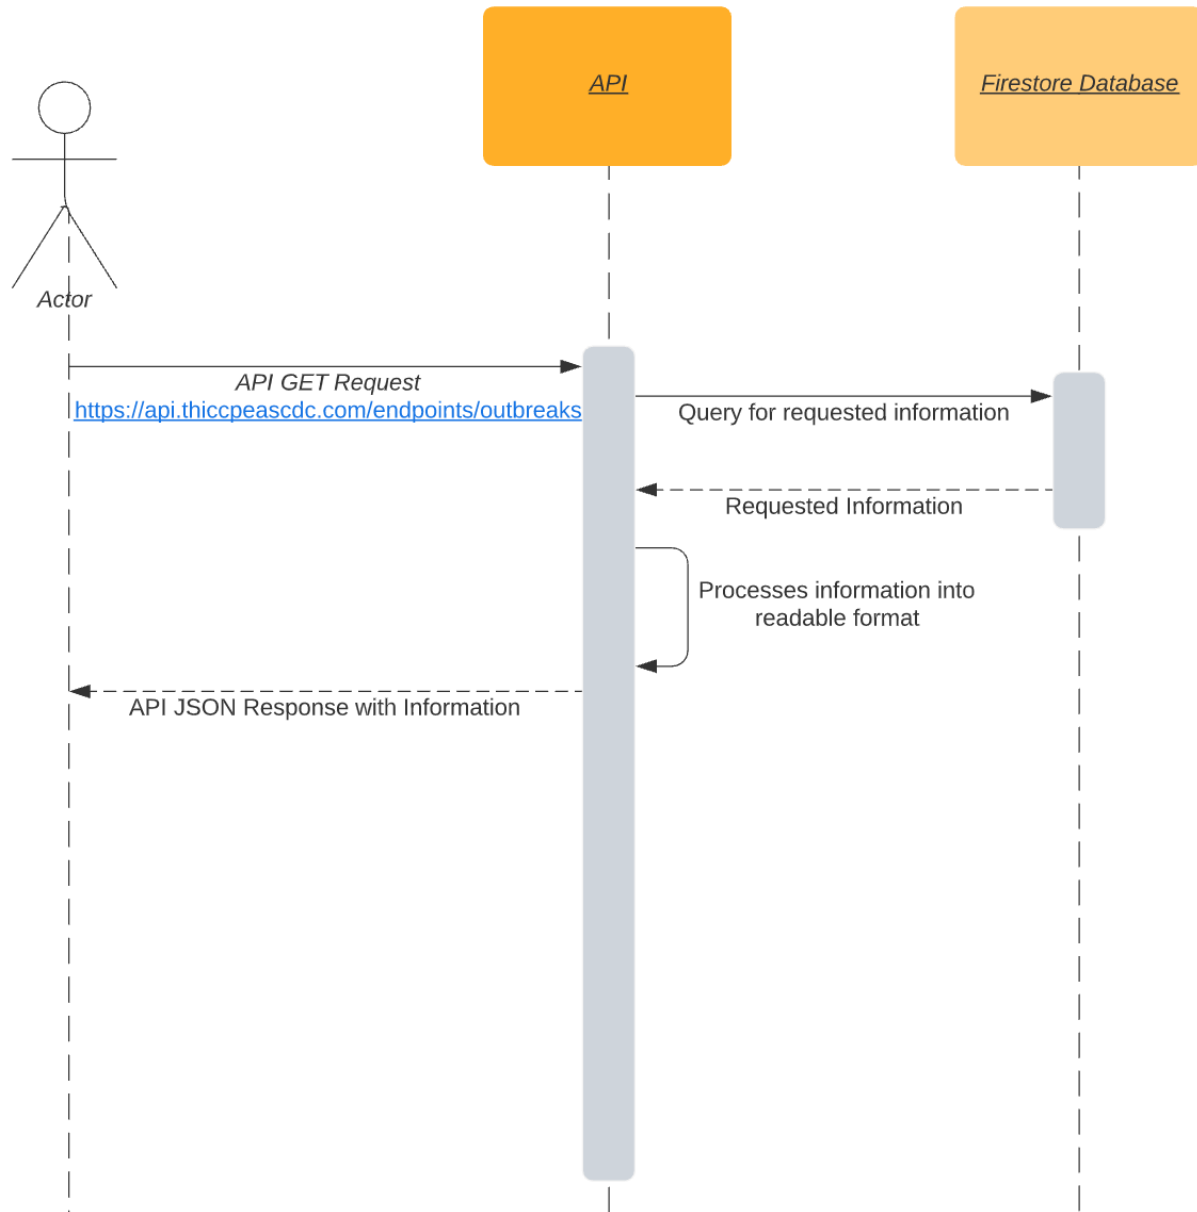 API
Firestore Database
Actor
API GET Request
https://api.thiccpeascdc.com/endpoints/outbreaks
Query for requested information
Requested Information
Processes information into
readable format
API JSON Response with Information